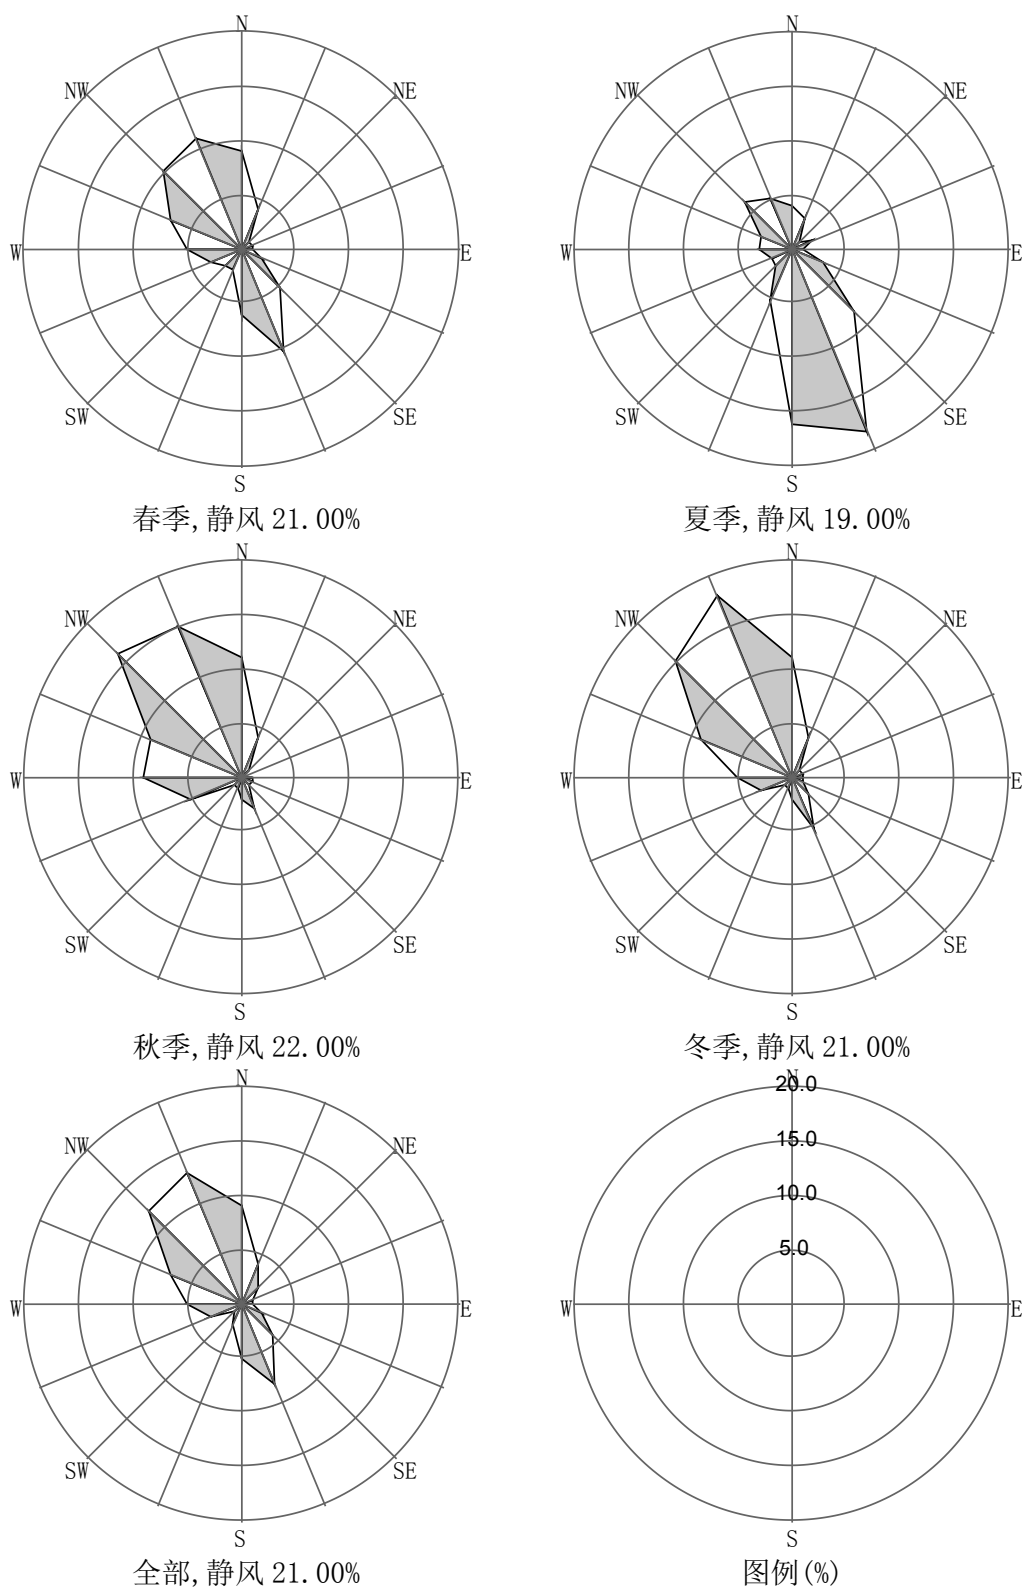 N N
NW NE NW NE
W E W E
SW SE SW SE
S S
春季,静风 21.00% 夏季,静风 19.00%
N N
NW NE NW NE
W E W E
SW SE SW SE
S S
秋季,静风 22.00% 冬季,静风 21.00%
N N
20.0
NW NE 15.0
10.0
5.0
W E W E
SW SE
S S
全部,静风 21.00% 图例(%)